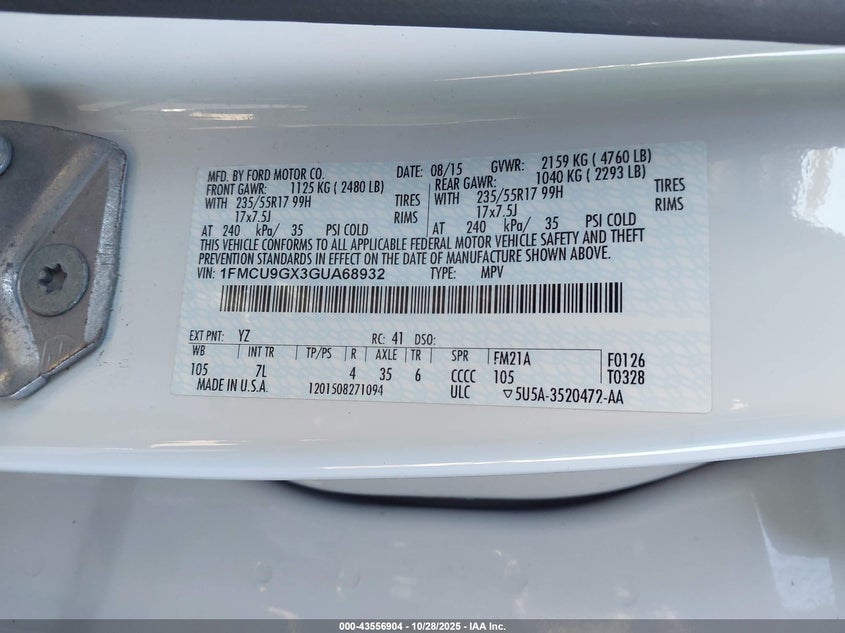 MFD. BY FORD MOTOR CO. DATE: 08/15 GVWR: 2159 KG ( 4760 LB)
FRONT GAWR: 1125 KG ( 2480 LB) REAR GAWR: 1040 KG ( 2293 LB)
WITH 235/55R17 99H TIRES WITH 235/55R17 99H TIRES
17x7.5J RIMS 17x7.5J RIMS
AT 240 kPa/ 35 PSI COLD AT 240 kPa/ 35 PSI COLD
THIS VEHICLE CONFORMS TO ALL APPLICABLE FEDERAL MOTOR VEHICLE SAFETY AND THEFT
PREVENTION STANDARDS IN EFFECT ON THE DATE OF MANUFACTURE SHOWN ABOVE.
VIN: 1FMCU9GX3GUA68932 TYPE: MPV
EXT PNT: YZ RC: 41 DSO:
WB INT TR TP/PS R AXLE TR SPR FM21A F0126
105 7L 4 35 6 CCCC 105 T0328
MADE IN U.S.A. 1201508271094 ULC ▽5U5A-3520472-AA
000-43556904 | 10/28/2025 | IAA Inc.